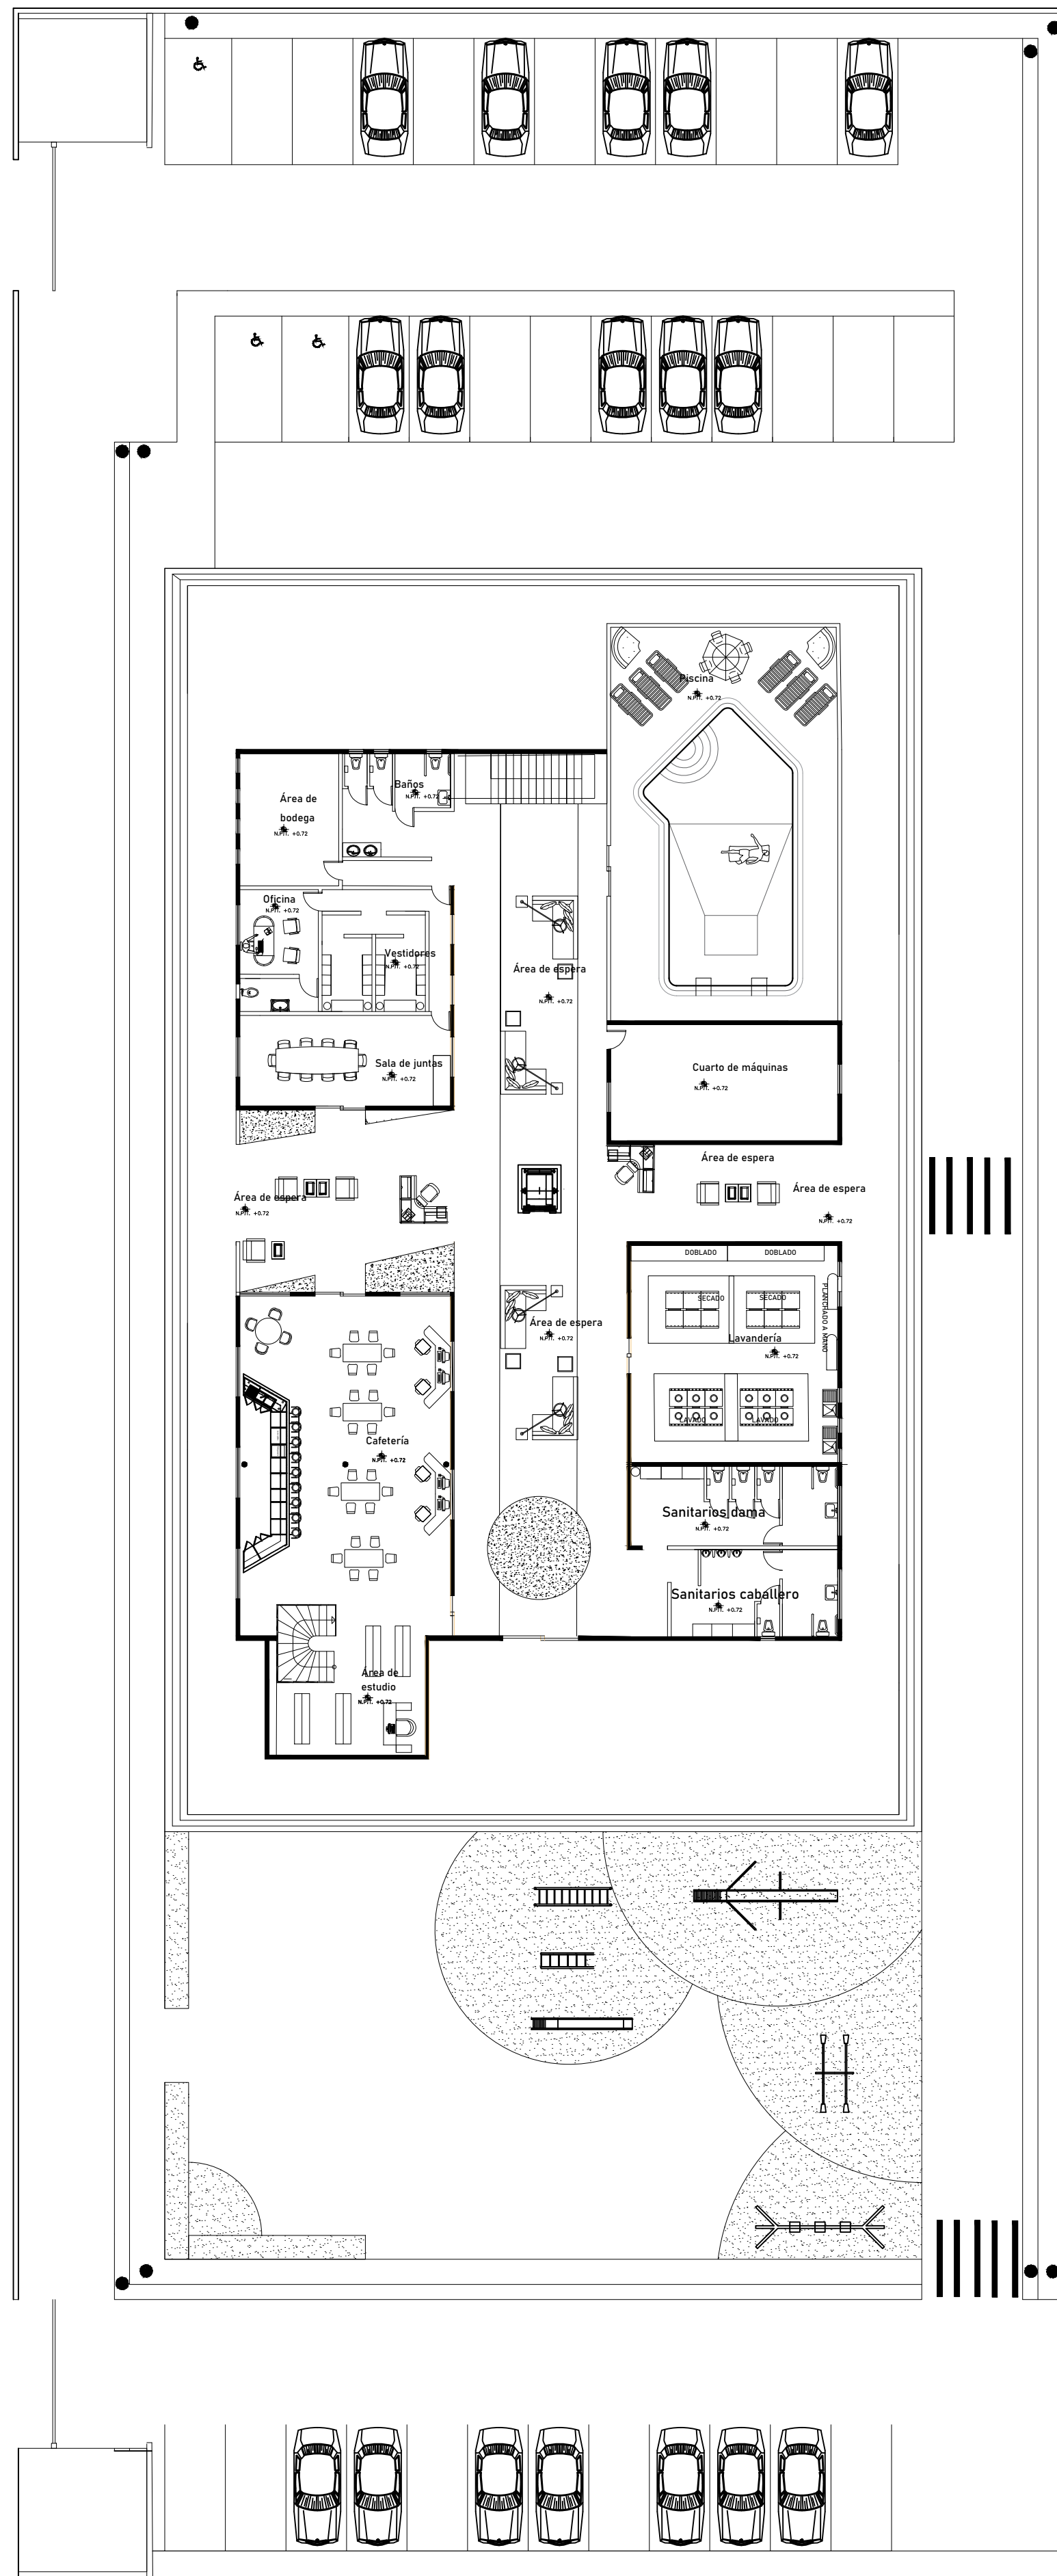 Piscina
N.P.T. +0.72
Baños
N.P.T. +0.72
Área de
bodega
N.P.T. +0.72
Oficina
N.P.T. +0.72
Vestidores
N.P.T. +0.72
Área de espera
N.P.T. +0.72
Sala de juntas
N.P.T. +0.72
Cuarto de máquinas
N.P.T. +0.72
Área de espera
Área de espera
N.P.T. +0.72
Área de espera
N.P.T. +0.72
DOBLADO
DOBLADO
SECADO
SECADO
PLANCHADO A MANO
Área de espera
N.P.T. +0.72
Lavandería
N.P.T. +0.72
LAVADO
LAVADO
Cafetería
N.P.T. +0.72
Sanitarios dama
N.P.T. +0.72
Sanitarios caballero
N.P.T. +0.72
Área de
estudio
N.P.T. +0.72